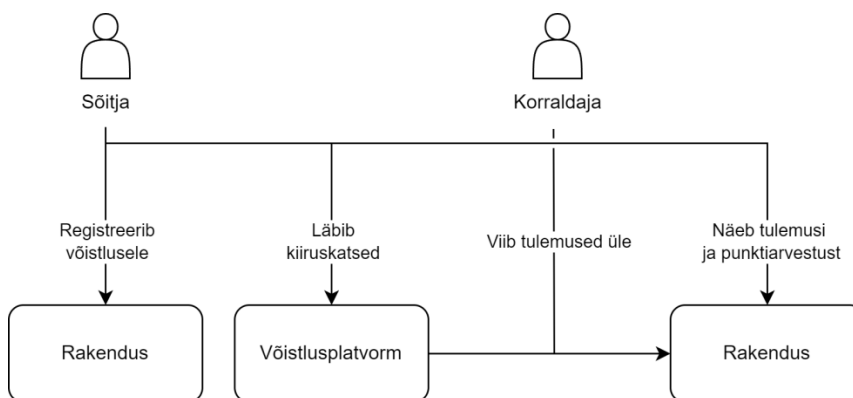 Sõitja
Korraldaja
Registreerib
võistlusele
Läbib
kiiruskatsed
Viib tulemused üle
Näeb tulemusi
ja punktiarvestust
Rakendus
Võistlusplatvorm
Rakendus